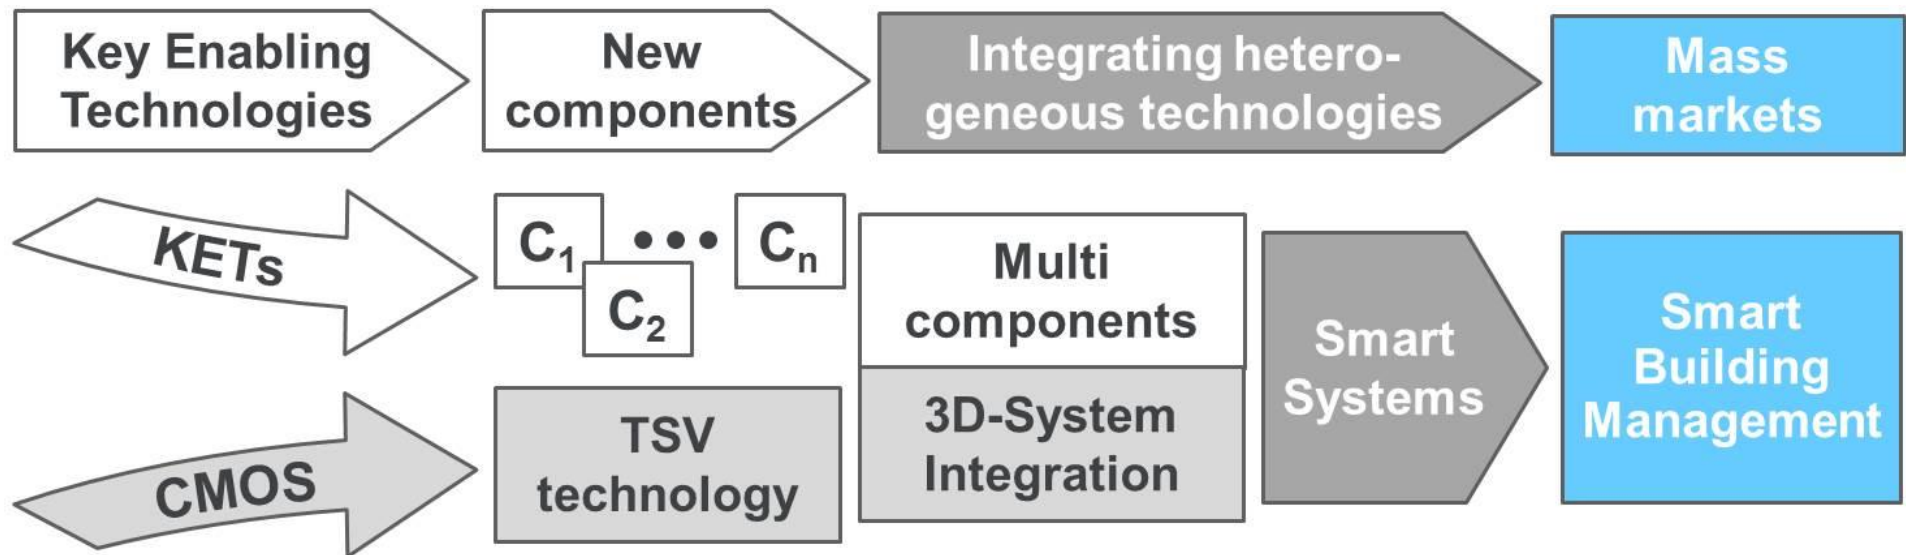 Key Enabling
Technologies
New
components
Integrating hetero-
geneous technologies
Mass
markets
KETs
C1 ••• Cn
C2
Multi
components
Smart
Systems
Smart
Building
Management
CMOS
TSV
technology
3D-System
Integration